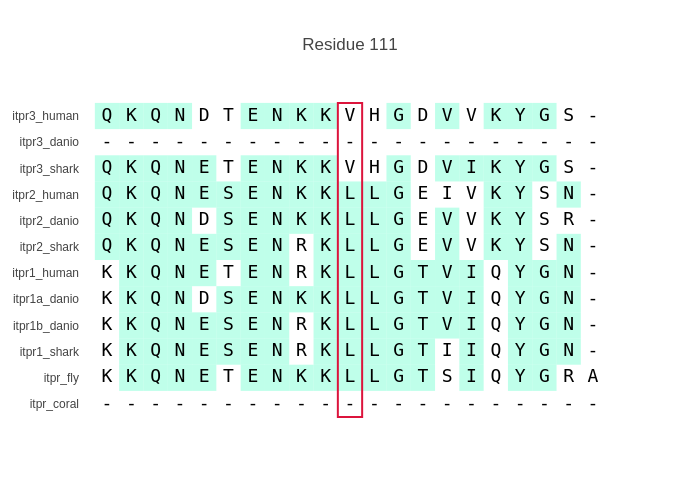 Residue 111
itpr3_human Q K Q N D T E N K K V H G D V V K Y G S -
itpr3_danio - - - - - - - - - - - - - - - - - - - - -
itpr3_shark Q K Q N E T E N K K V H G D V I K Y G S -
itpr2_human Q K Q N E S E N K K L L G E I V K Y S N -
itpr2_danio Q K Q N D S E N K K L L G E V V K Y S R -
itpr2_shark Q K Q N E S E N R K L L G E V V K Y S N -
itpr1_human K K Q N E T E N R K L L G T V I Q Y G N -
itpr1a_danio K K Q N D S E N K K L L G T V I Q Y G N -
itpr1b_danio K K Q N E S E N R K L L G T V I Q Y G N -
itpr1_shark K K Q N E S E N R K L L G T I I Q Y G N -
itpr_fly K K Q N E T E N K K L L G T S I Q Y G R A
itpr_coral - - - - - - - - - - - - - - - - - - - - -